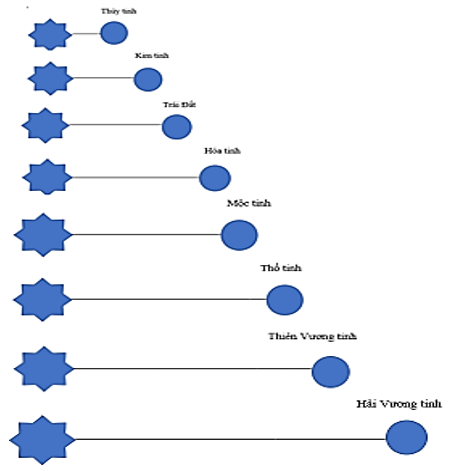 Thủy tinh
Kim tinh
Trái Đất
Hỏa tinh
Mộc tinh
Thổ tinh
Thiên Vương tinh
Hải Vương tinh